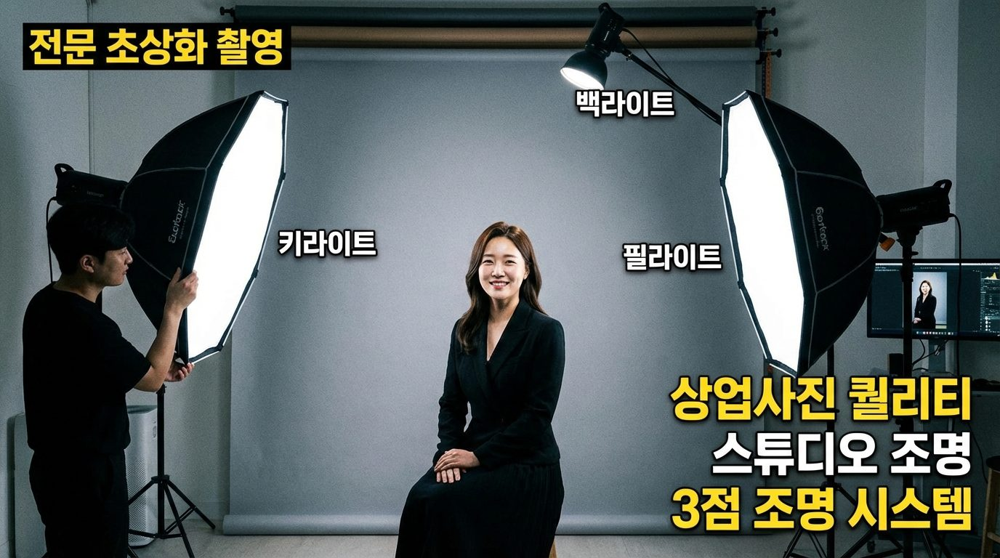 전문 초상화 촬영
백라이트
키라이트
필라이트
상업사진 퀄리티
스튜디오 조명
3점 조명 시스템